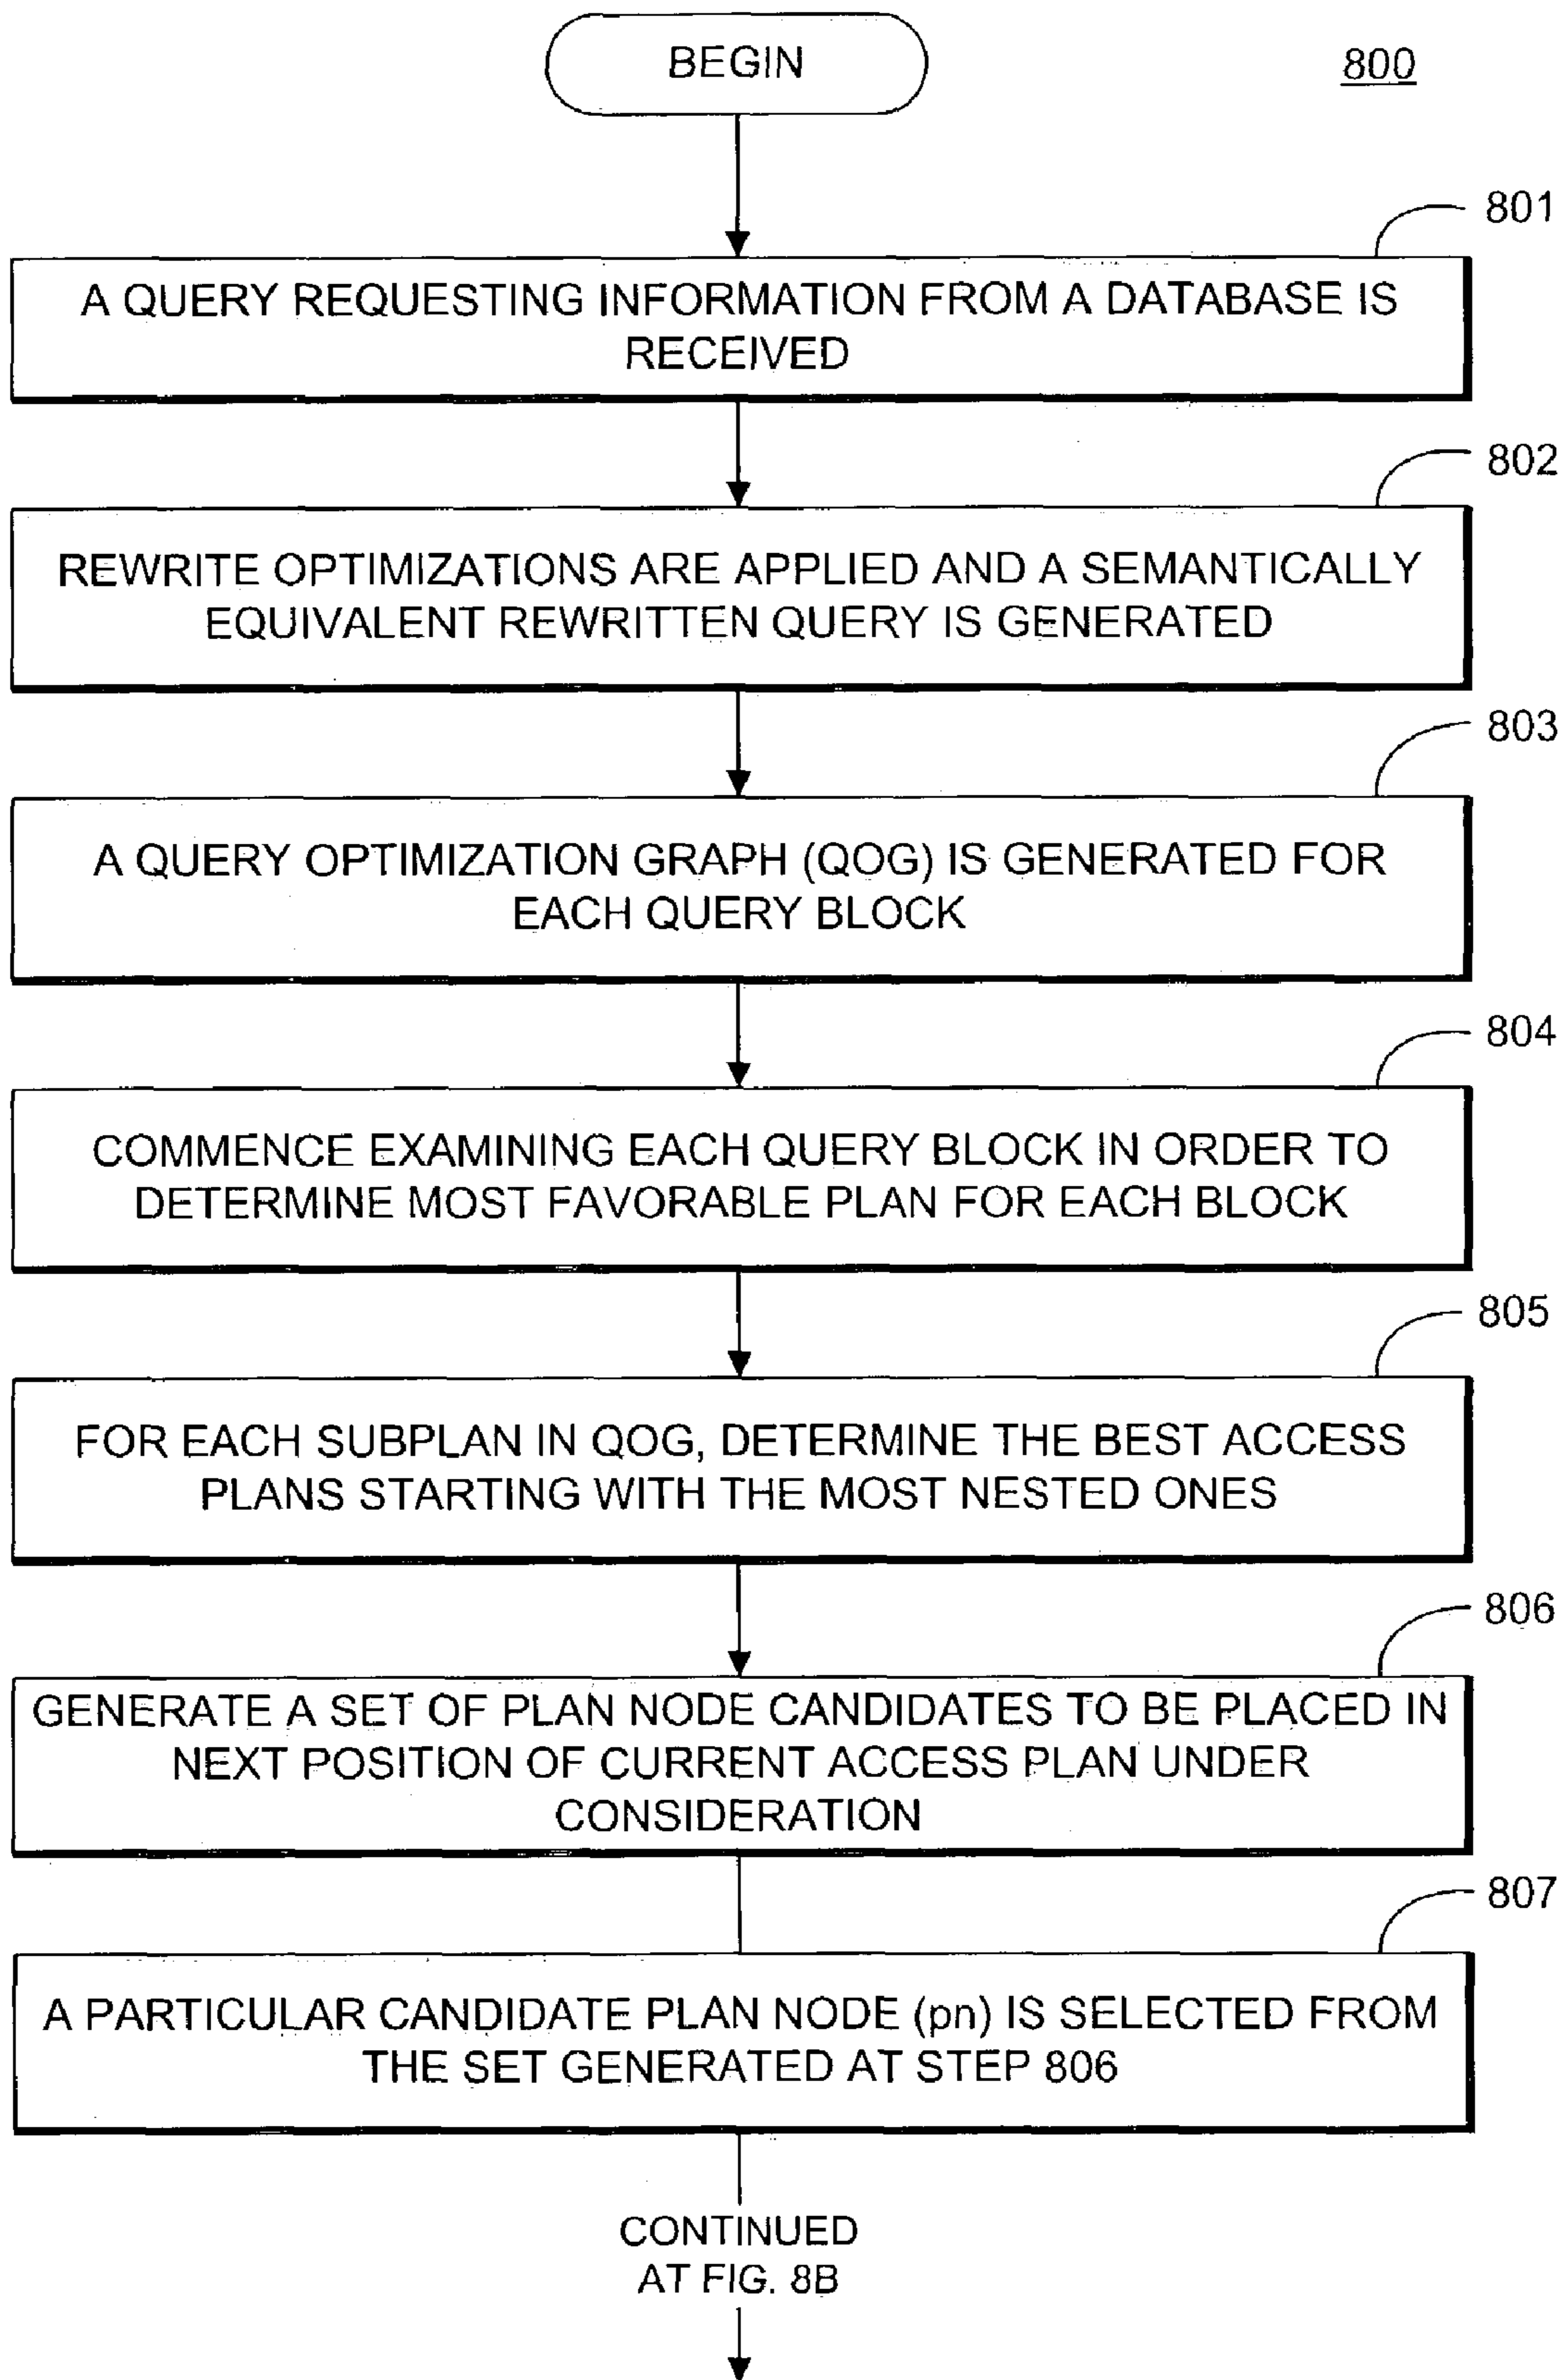 BEGIN
800
801
A QUERY REQUESTING INFORMATION FROM A DATABASE IS
RECEIVED
802
REWRITE OPTIMIZATIONS ARE APPLIED AND A SEMANTICALLY
EQUIVALENT REWRITTEN QUERY IS GENERATED
803
A QUERY OPTIMIZATION GRAPH (QOG) IS GENERATED FOR
EACH QUERY BLOCK
804
COMMENCE EXAMINING EACH QUERY BLOCK IN ORDER TO
DETERMINE MOST FAVORABLE PLAN FOR EACH BLOCK
805
FOR EACH SUBPLAN IN QOG, DETERMINE THE BEST ACCESS
PLANS STARTING WITH THE MOST NESTED ONES
806
GENERATE A SET OF PLAN NODE CANDIDATES TO BE PLACED IN
NEXT POSITION OF CURRENT ACCESS PLAN UNDER
CONSIDERATION
807
A PARTICULAR CANDIDATE PLAN NODE (pn) IS SELECTED FROM
THE SET GENERATED AT STEP 806
CONTINUED
AT FIG. 8B